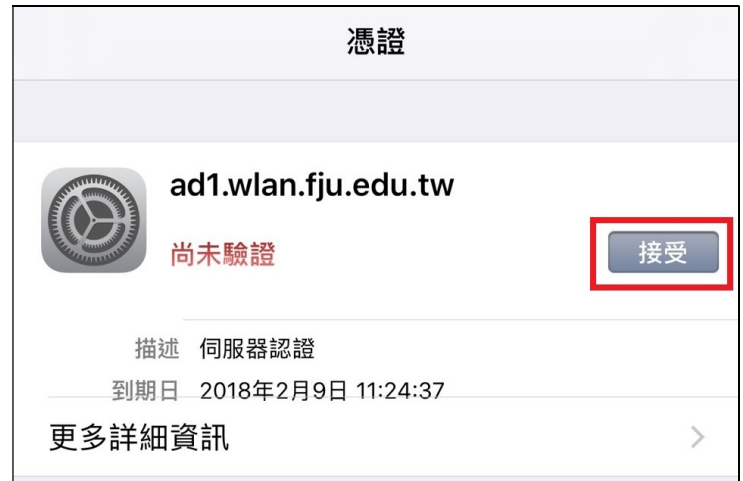 憑證
ad1.wlan.fju.edu.tw
尚未驗證
接受
描述 伺服器認證
到期日 2018年2月9日 11:24:37
更多詳細資訊